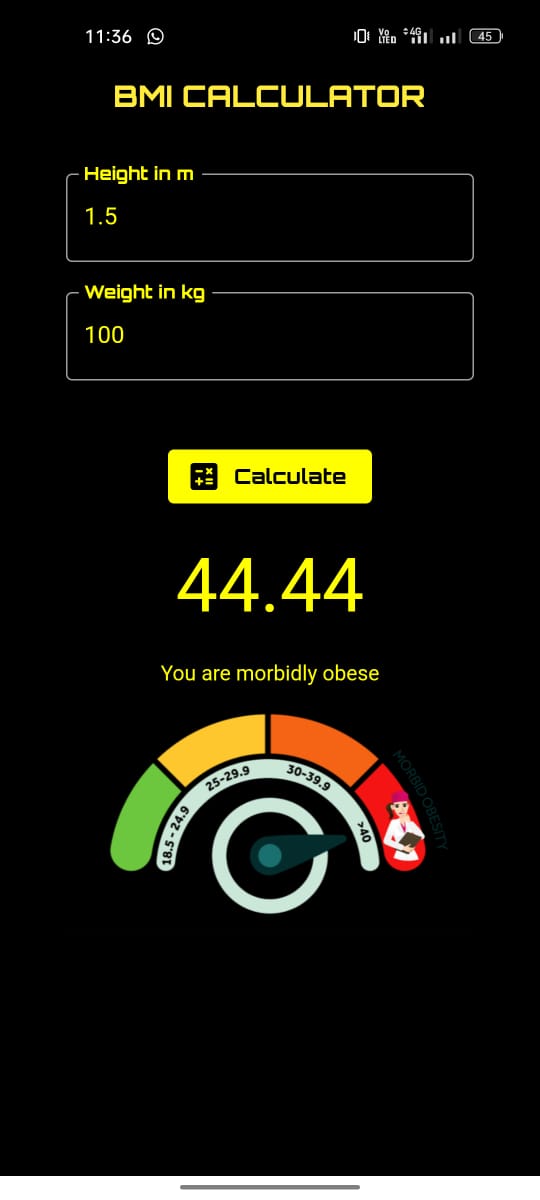 11:36
Vo
LTE
4G
45
BMI CALCULATOR
Height in m
1.5
Weight in kg
100
Calculate
44.44
You are morbidly obese
18.5 - 24.9
25-29.9
30-39.9
>40
MORBID OBESITY